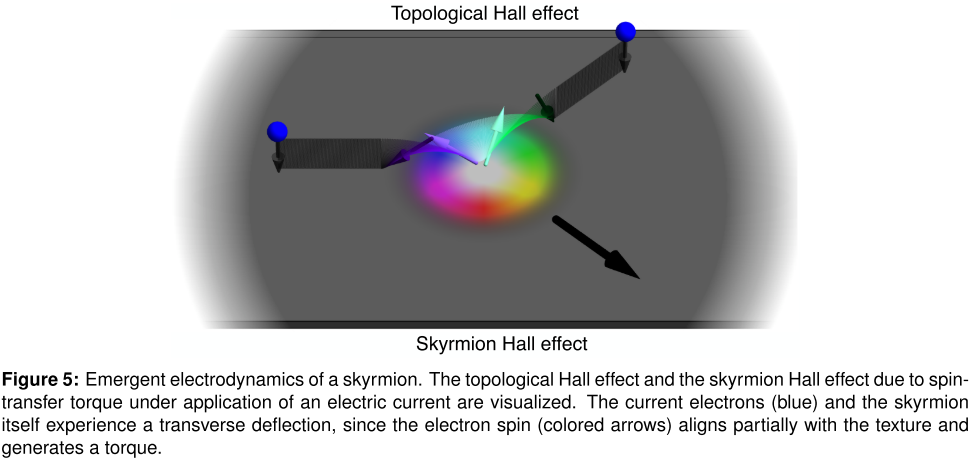 Topological Hall effect
Skyrmion Hall effect
Figure 5: Emergent electrodynamics of a skyrmion. The topological Hall effect and the skyrmion Hall effect due to spin-
transfer torque under application of an electric current are visualized. The current electrons (blue) and the skyrmion
itself experience a transverse deflection, since the electron spin (colored arrows) aligns partially with the texture and
generates a torque.